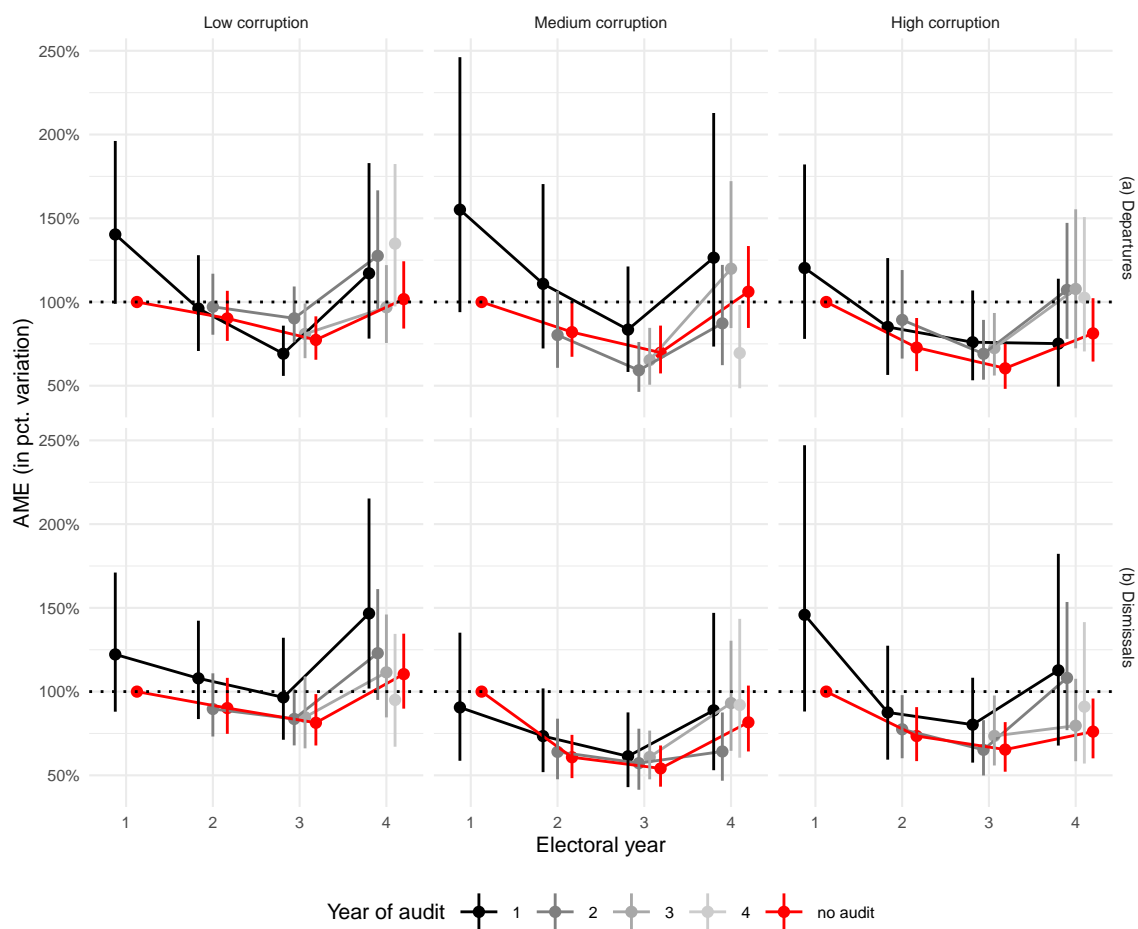 Low corruption
Medium corruption
High corruption
250%
200%
150%
100%
50%
(a) Departures
250%
200%
150%
100%
50%
(b) Dismissals
AME (in pct. variation)
1 2 3 4
1 2 3 4
1 2 3 4
Electoral year
Year of audit 1 2 3 4 no audit